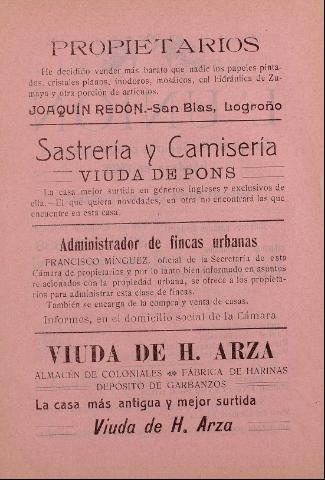 PROPIETARIOS
He decidido vender más barato que nadie los papeles pinta-
dos, cristales planos, inodoros, mosáicos, cal hidráulica de Zu-
maya y otra porción de artículos.
JOAQUÍN REDÓN.-San Blas, Logroño
Sastrería y Camisería
VIUDA DE PONS
La casa mejor surtida en géneros ingleses y exclusivos de
ella.—El que quiera novedades, en otra no encontrará las que
encuentre en esta casa.
Administrador de fincas urbanas
FRANCISCO MÍNGUEZ, oficial de la Secretaría de esta
Cámara de propietarios y por lo tanto bien informado en asuntos
relacionados con la propiedad urbana, se ofrece a los propieta-
rios para administrar esta clase de fincas.
También se encarga de la compra y venta de casas.
Informes, en el domicilio social de la Cámara
VIUDA DE H. ARZA
ALMACÉN DE COLONIALES FÁBRICA DE HARINAS
DEPÓSITO DE GARBANZOS
La casa más antigua y mejor surtida
Viuda de H. Arza